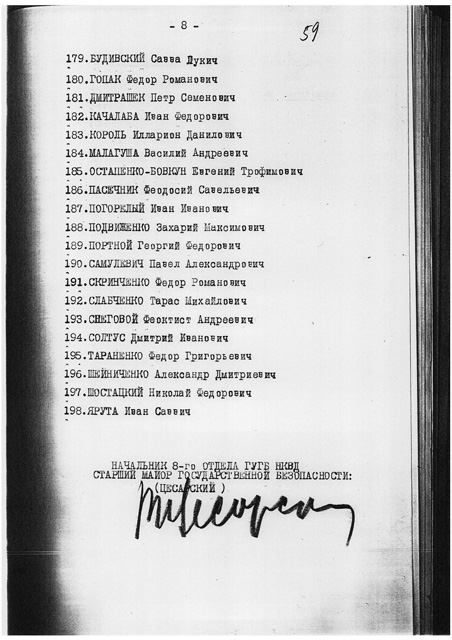 - 8 -
59
179.БУДИВСКИЙ Савва Лукич
180.ГОПАК Федор Романович
181.ДМИТРАШЕК Петр Семенович
182.КАЧАЛАБА Иван Федорович
183.КОРОЛЬ Илларион Данилович
184.МАЛАГУША Василий Андреевич
185.ОСТАПЕНКО-БОВКУН Евгений Трофимович
186.ПАСЕЧНИК Феодосий Савельевич
187.ПОГОРЕЛЫЙ Иван Иванович
188.ПОДВИЖЕНКО Захарий Максимович
189.ПОРТНОЙ Георгий Федорович
190.САМУЛЕВИЧ Павел Александрович
191.СКРИНЧЕНКО Федор Романович
192.СЛАБЧЕНКО Тарас Михайлович
193.СНЕГОВОЙ Феоктист Андреевич
194.СОЛТУС Дмитрий Иванович
195.ТАРАНЕНКО Федор Григорьевич
196.ШЕЙНИЧЕНКО Александр Дмитриевич
197.ШОСТАЦКИЙ Николай Федорович
198.ЯРУТА Иван Саввич
НАЧАЛЬНИК 8-го ОТДЕЛА ГУГБ НКВД
СТАРШИЙ МАЙОР ГОСУДАРСТВЕННОЙ БЕЗОПАСНОСТИ:
(ЦЕСАРСКИЙ)